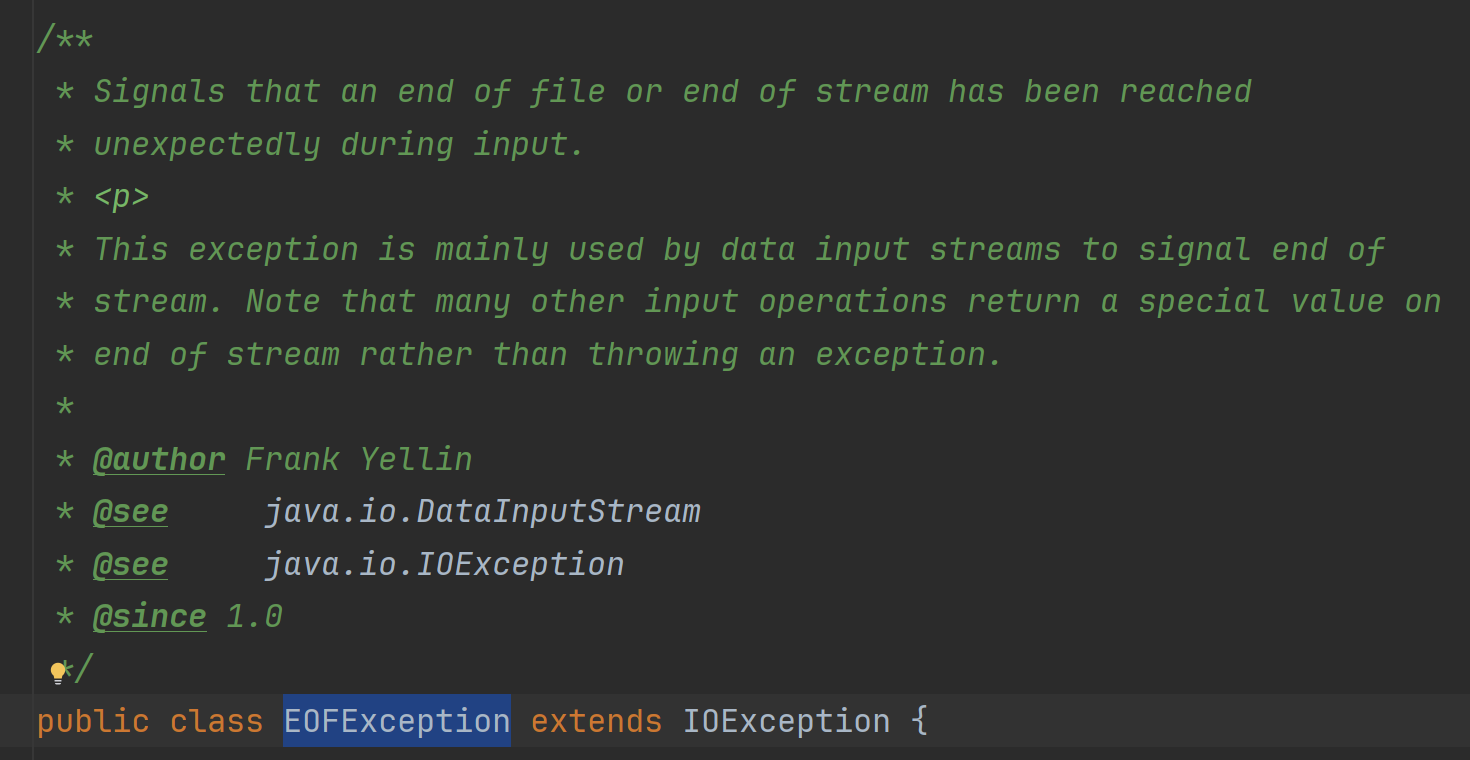 /**
 * Signals that an end of file or end of stream has been reached
 * unexpectedly during input.
 * <p>
 * This exception is mainly used by data input streams to signal end of
 * stream. Note that many other input operations return a special value on
 * end of stream rather than throwing an exception.
 *
 * @author Frank Yellin
 * @see     java.io.DataInputStream
 * @see     java.io.IOException
 * @since 1.0
 */
public class EOFException extends IOException {